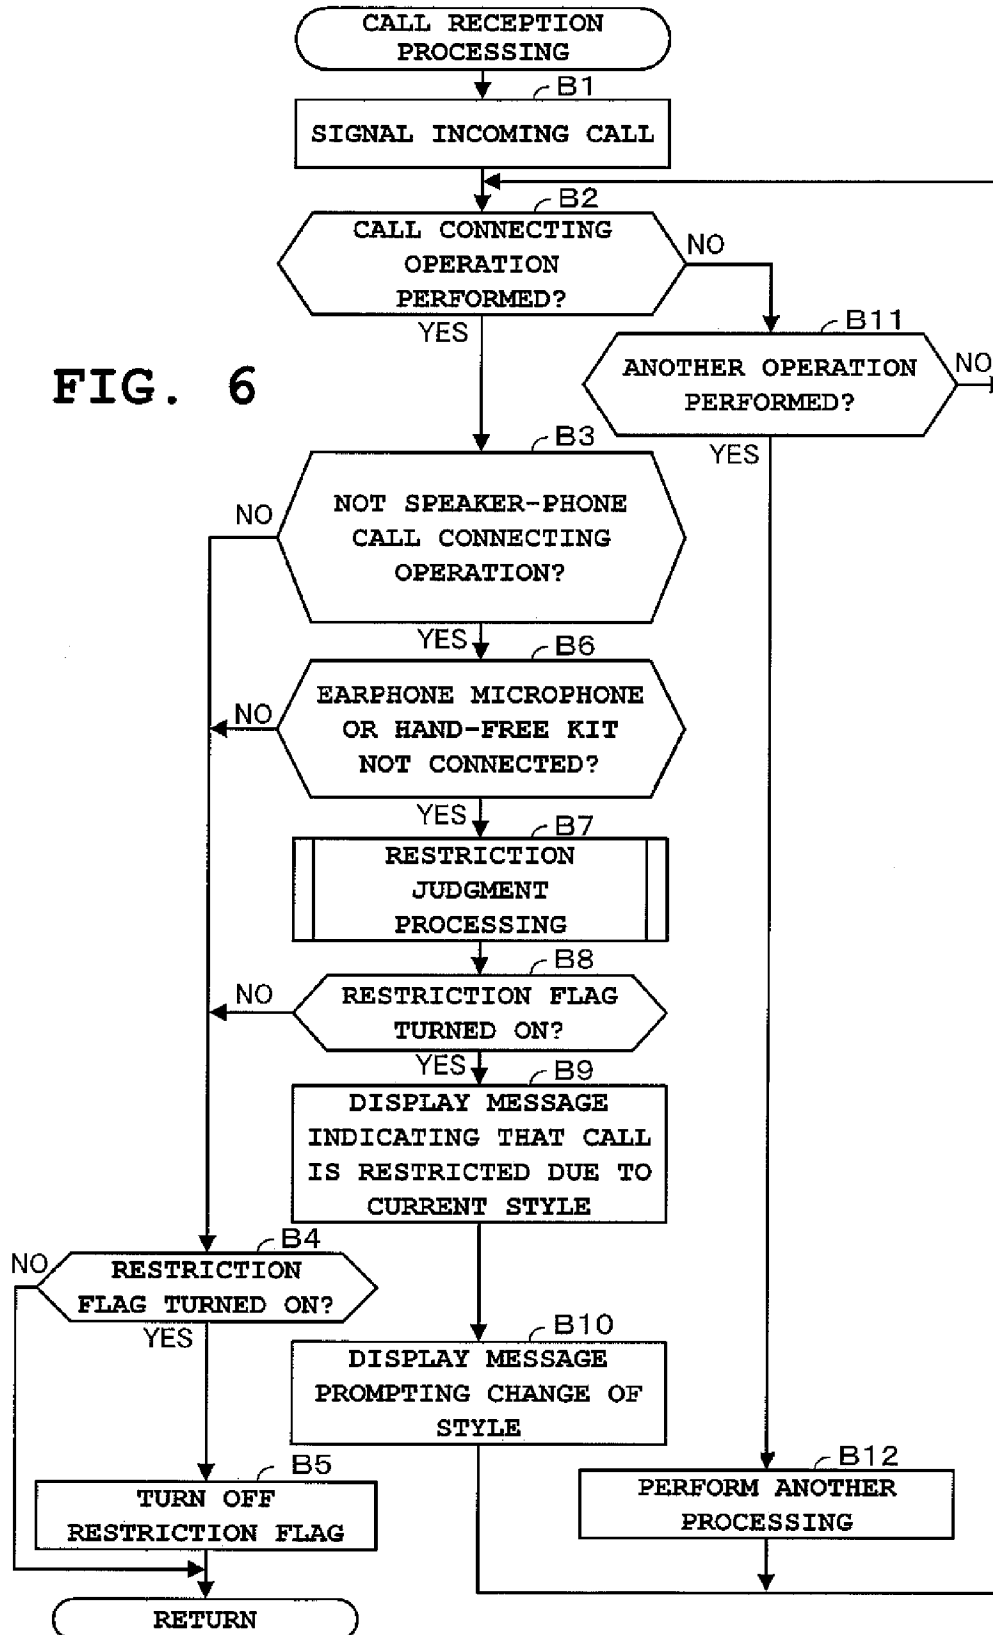 CALL RECEPTION
PROCESSING
B1
SIGNAL INCOMING CALL
B2
CALL CONNECTING
OPERATION
PERFORMED?
NO
YES
B11
ANOTHER OPERATION
PERFORMED?
NO
YES
FIG. 6
B3
NOT SPEAKER-PHONE
CALL CONNECTING
OPERATION?
NO
YES
B6
EARPHONE MICROPHONE
OR HAND-FREE KIT
NOT CONNECTED?
NO
YES
B7
RESTRICTION
JUDGMENT
PROCESSING
B8
RESTRICTION FLAG
TURNED ON?
NO
YES
B9
DISPLAY MESSAGE
INDICATING THAT CALL
IS RESTRICTED DUE TO
CURRENT STYLE
B4
RESTRICTION
FLAG TURNED ON?
NO
YES
B10
DISPLAY MESSAGE
PROMPTING CHANGE OF
STYLE
B5
TURN OFF
RESTRICTION FLAG
B12
PERFORM ANOTHER
PROCESSING
RETURN